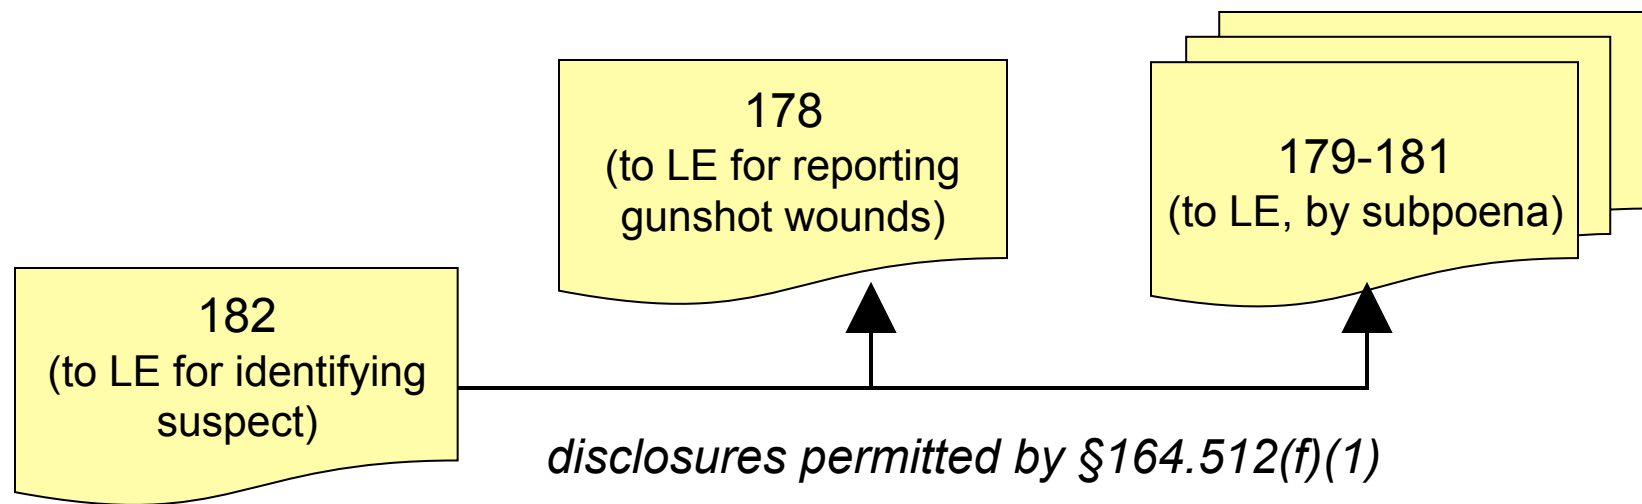 178
(to LE for reporting
gunshot wounds)
179-181
(to LE, by subpoena)
182
(to LE for identifying
suspect)
disclosures permitted by §164.512(f)(1)